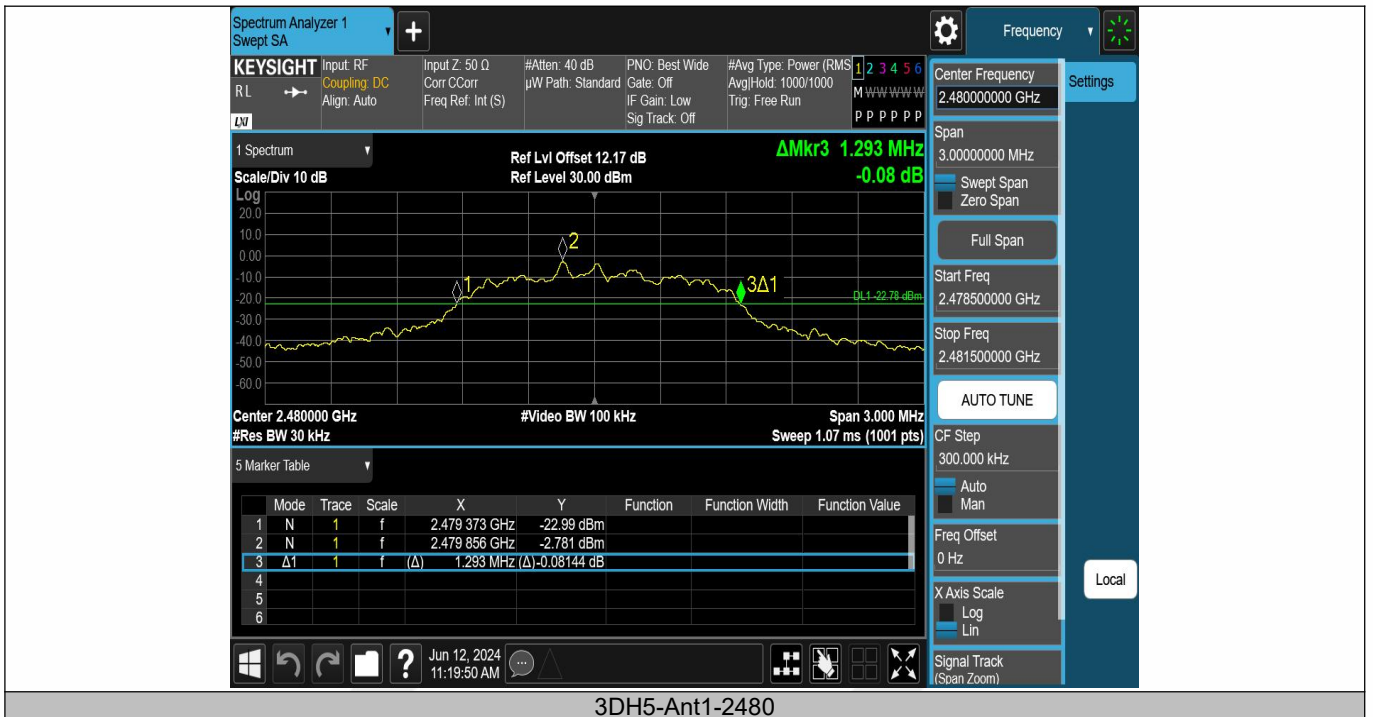 Spectrum Analyzer 1
Swept SA
+
Frequency
KEYSIGHT
RL
LXI
Input: RF
Coupling: DC
Align: Auto
Input Z: 50 Ω
Corr CCorr
Freq Ref: Int (S)
#Atten: 40 dB
µW Path: Standard
PNO: Best Wide
Gate: Off
IF Gain: Low
Sig Track: Off
#Avg Type: Power (RMS
Avg|Hold: 1000/1000
Trig: Free Run
1 2 3 4 5 6
M W W W W W
P P P P P P
1 Spectrum
Scale/Div 10 dB
Ref Lvl Offset 12.17 dB
Ref Level 30.00 dBm
ΔMkr3 1.293 MHz
-0.08 dB
Log
20.0
10.0
0.00
-10.0
-20.0
-30.0
-40.0
-50.0
-60.0
1
2
3Δ1
DL1 -22.78 dBm
Center 2.480000 GHz
#Video BW 100 kHz
Span 3.000 MHz
#Res BW 30 kHz
Sweep 1.07 ms (1001 pts)
5 Marker Table
Mode Trace Scale X Y Function Function Width Function Value
1 N 1 f 2.479 373 GHz -22.99 dBm
2 N 1 f 2.479 856 GHz -2.781 dBm
3 Δ1 1 f (Δ) 1.293 MHz (Δ)-0.08144 dB
4
5
6
?
Jun 12, 2024
11:19:50 AM
Center Frequency
2.480000000 GHz
Settings
Span
3.00000000 MHz
Swept Span
Zero Span
Full Span
Start Freq
2.478500000 GHz
Stop Freq
2.481500000 GHz
AUTO TUNE
CF Step
300.000 kHz
Auto
Man
Freq Offset
0 Hz
Local
X Axis Scale
Log
Lin
Signal Track
(Span Zoom)
3DH5-Ant1-2480